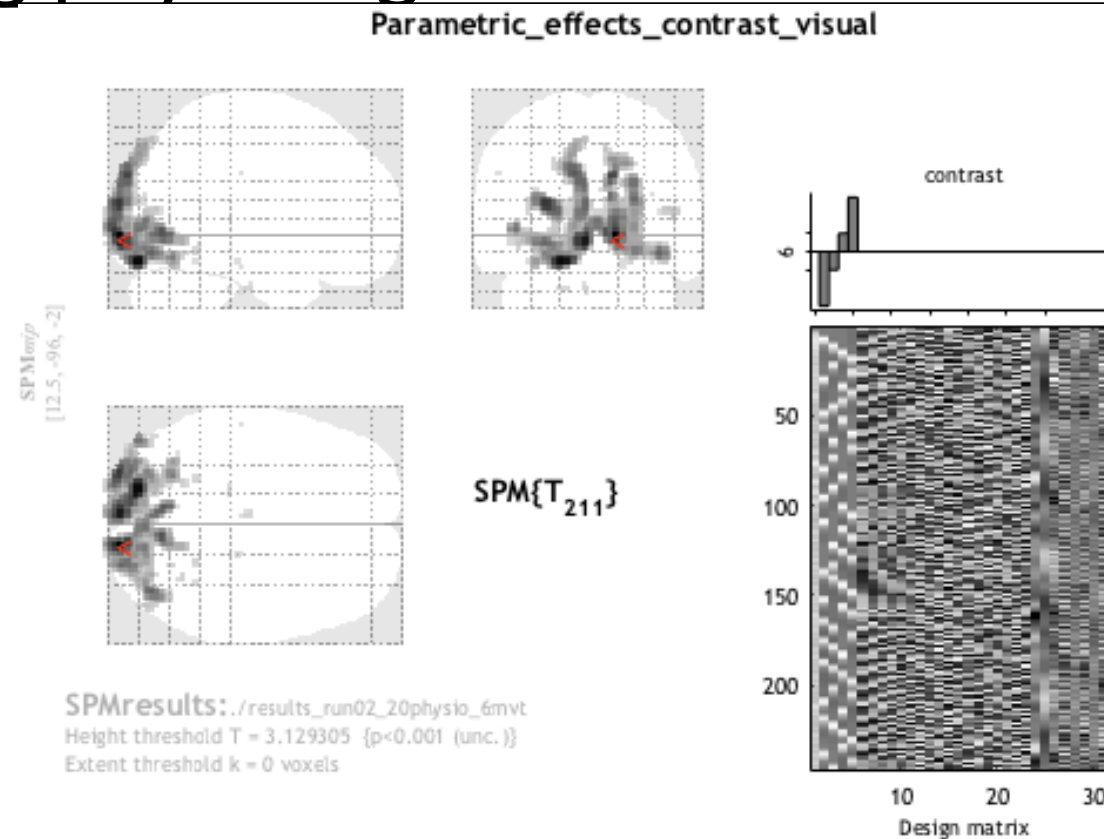 Parametric_effects_contrast_visual
SPMmip
[12.5, -96, -2]
contrast
6
SPM{T211}
50
100
150
200
10 20 30
Design matrix
SPMresults: ./results_run02_20physio_6mvt
Height threshold T = 3.129305 {p<0.001 (unc.)}
Extent threshold k = 0 voxels